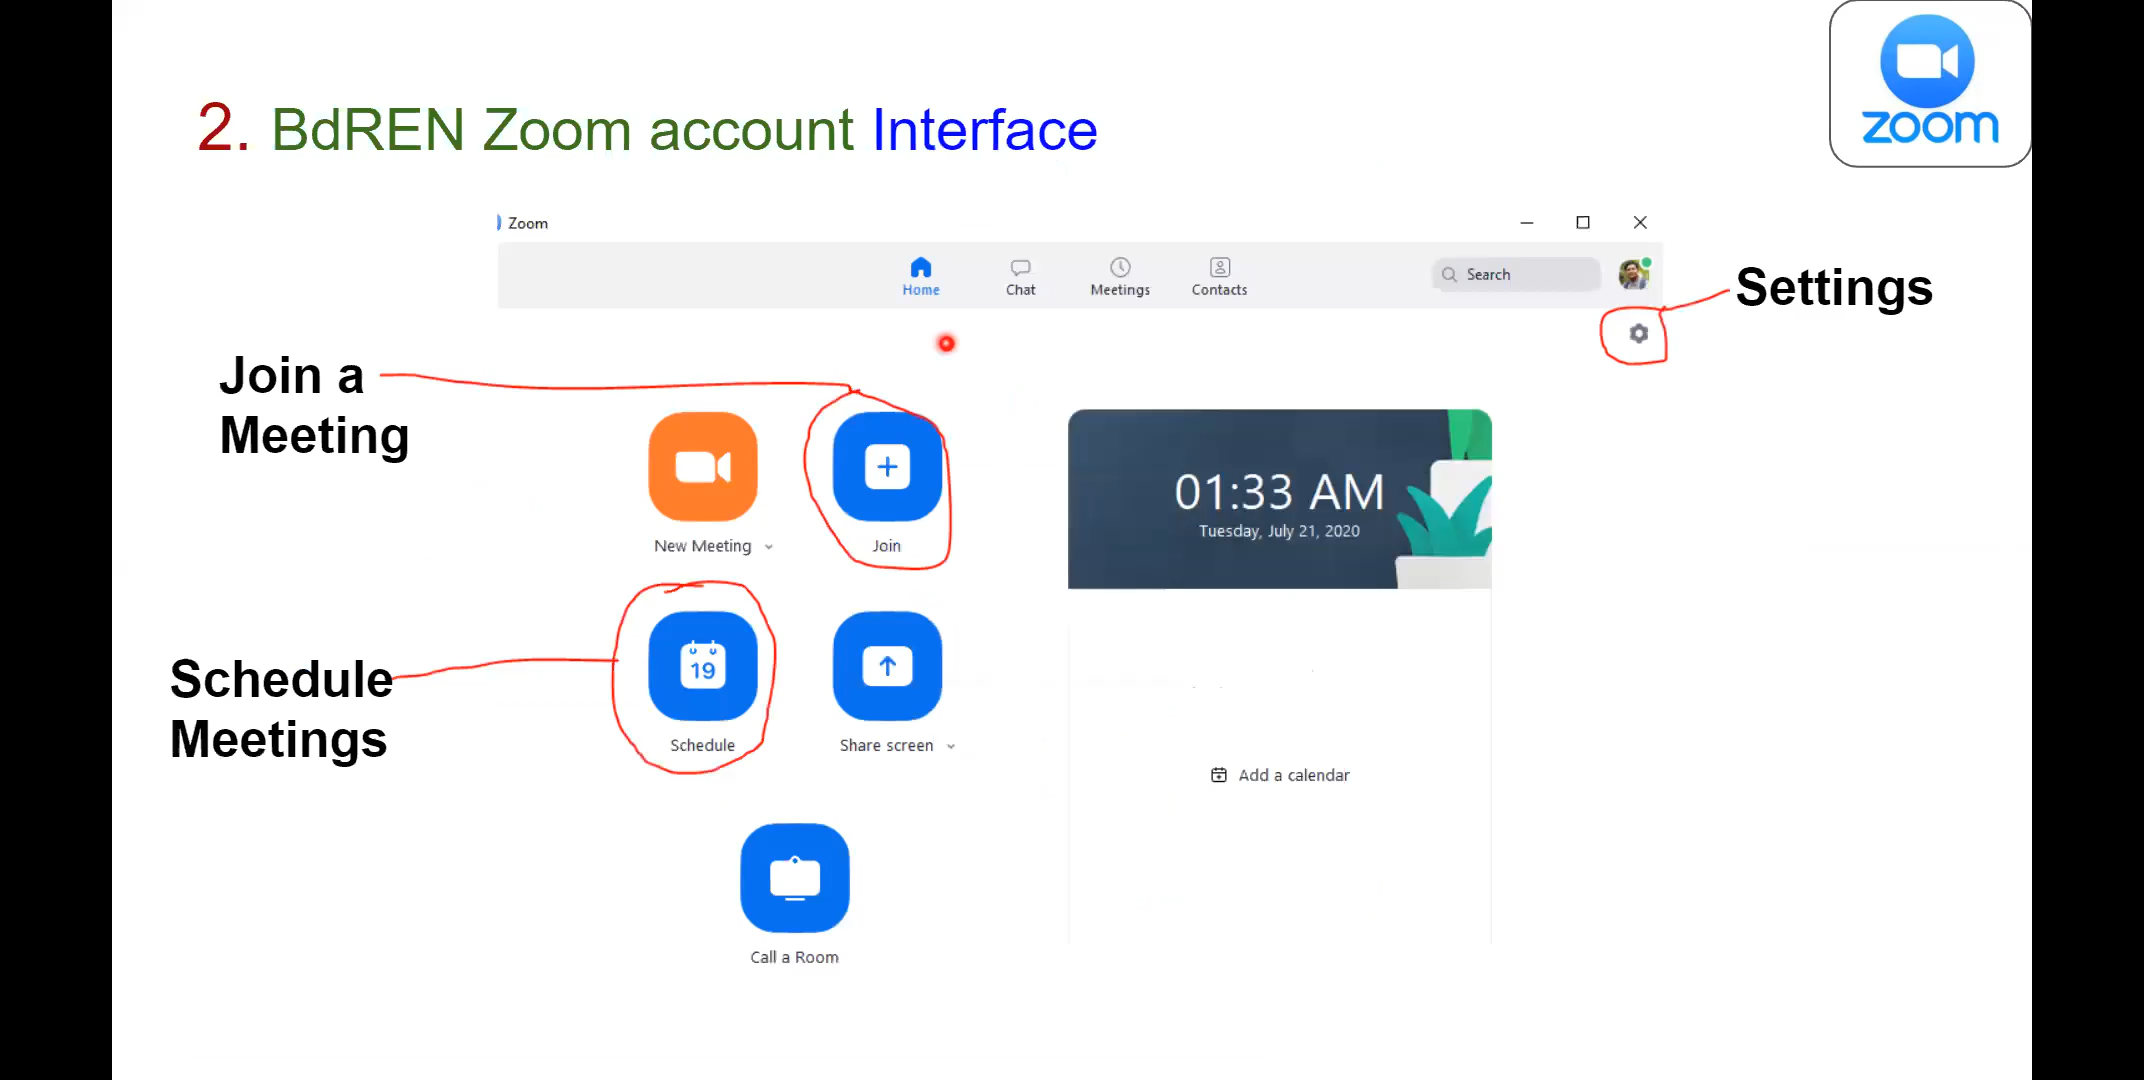 zoom
2. BdREN Zoom account Interface
Zoom
Home
Chat
Meetings
Contacts
Search
Settings
Join a
Meeting
New Meeting
Join
01:33 AM
Tuesday, July 21, 2020
Schedule
Meetings
19
Schedule
Share screen
Add a calendar
Call a Room